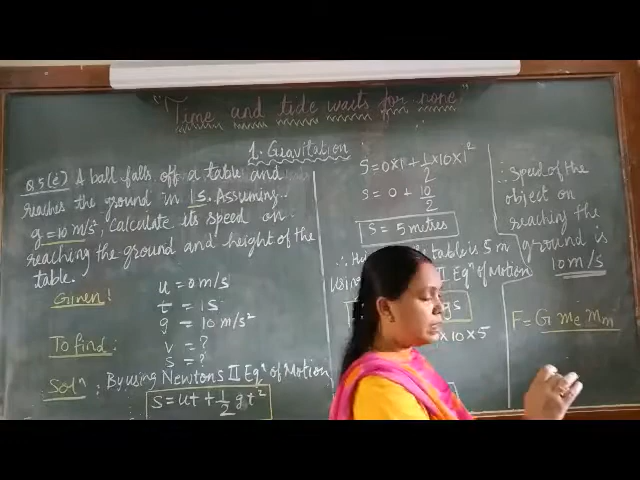 "Time and tide waits for none."
1. Gravitation
Q.5(e) A ball falls off a table and
reaches the ground in 1s. Assuming
g = 10 m/s², calculate its speed on
reaching the ground and height of the
table.
Given:
u = 0 m/s
t = 1s
g = 10 m/s²
To find:
v = ?
s = ?
Solⁿ: By using Newtons II Eqⁿ of Motion
s = ut + 1/2 gt²
S = 0×1 + 1/2 ×10×1²
s = 0 + 10/2
s = 5 metres
table is 5 m
Using II Eqⁿ of Motion
gs
×10×5
∴ Speed of the
object on
reaching the
ground is
10 m/s
F = G me mm